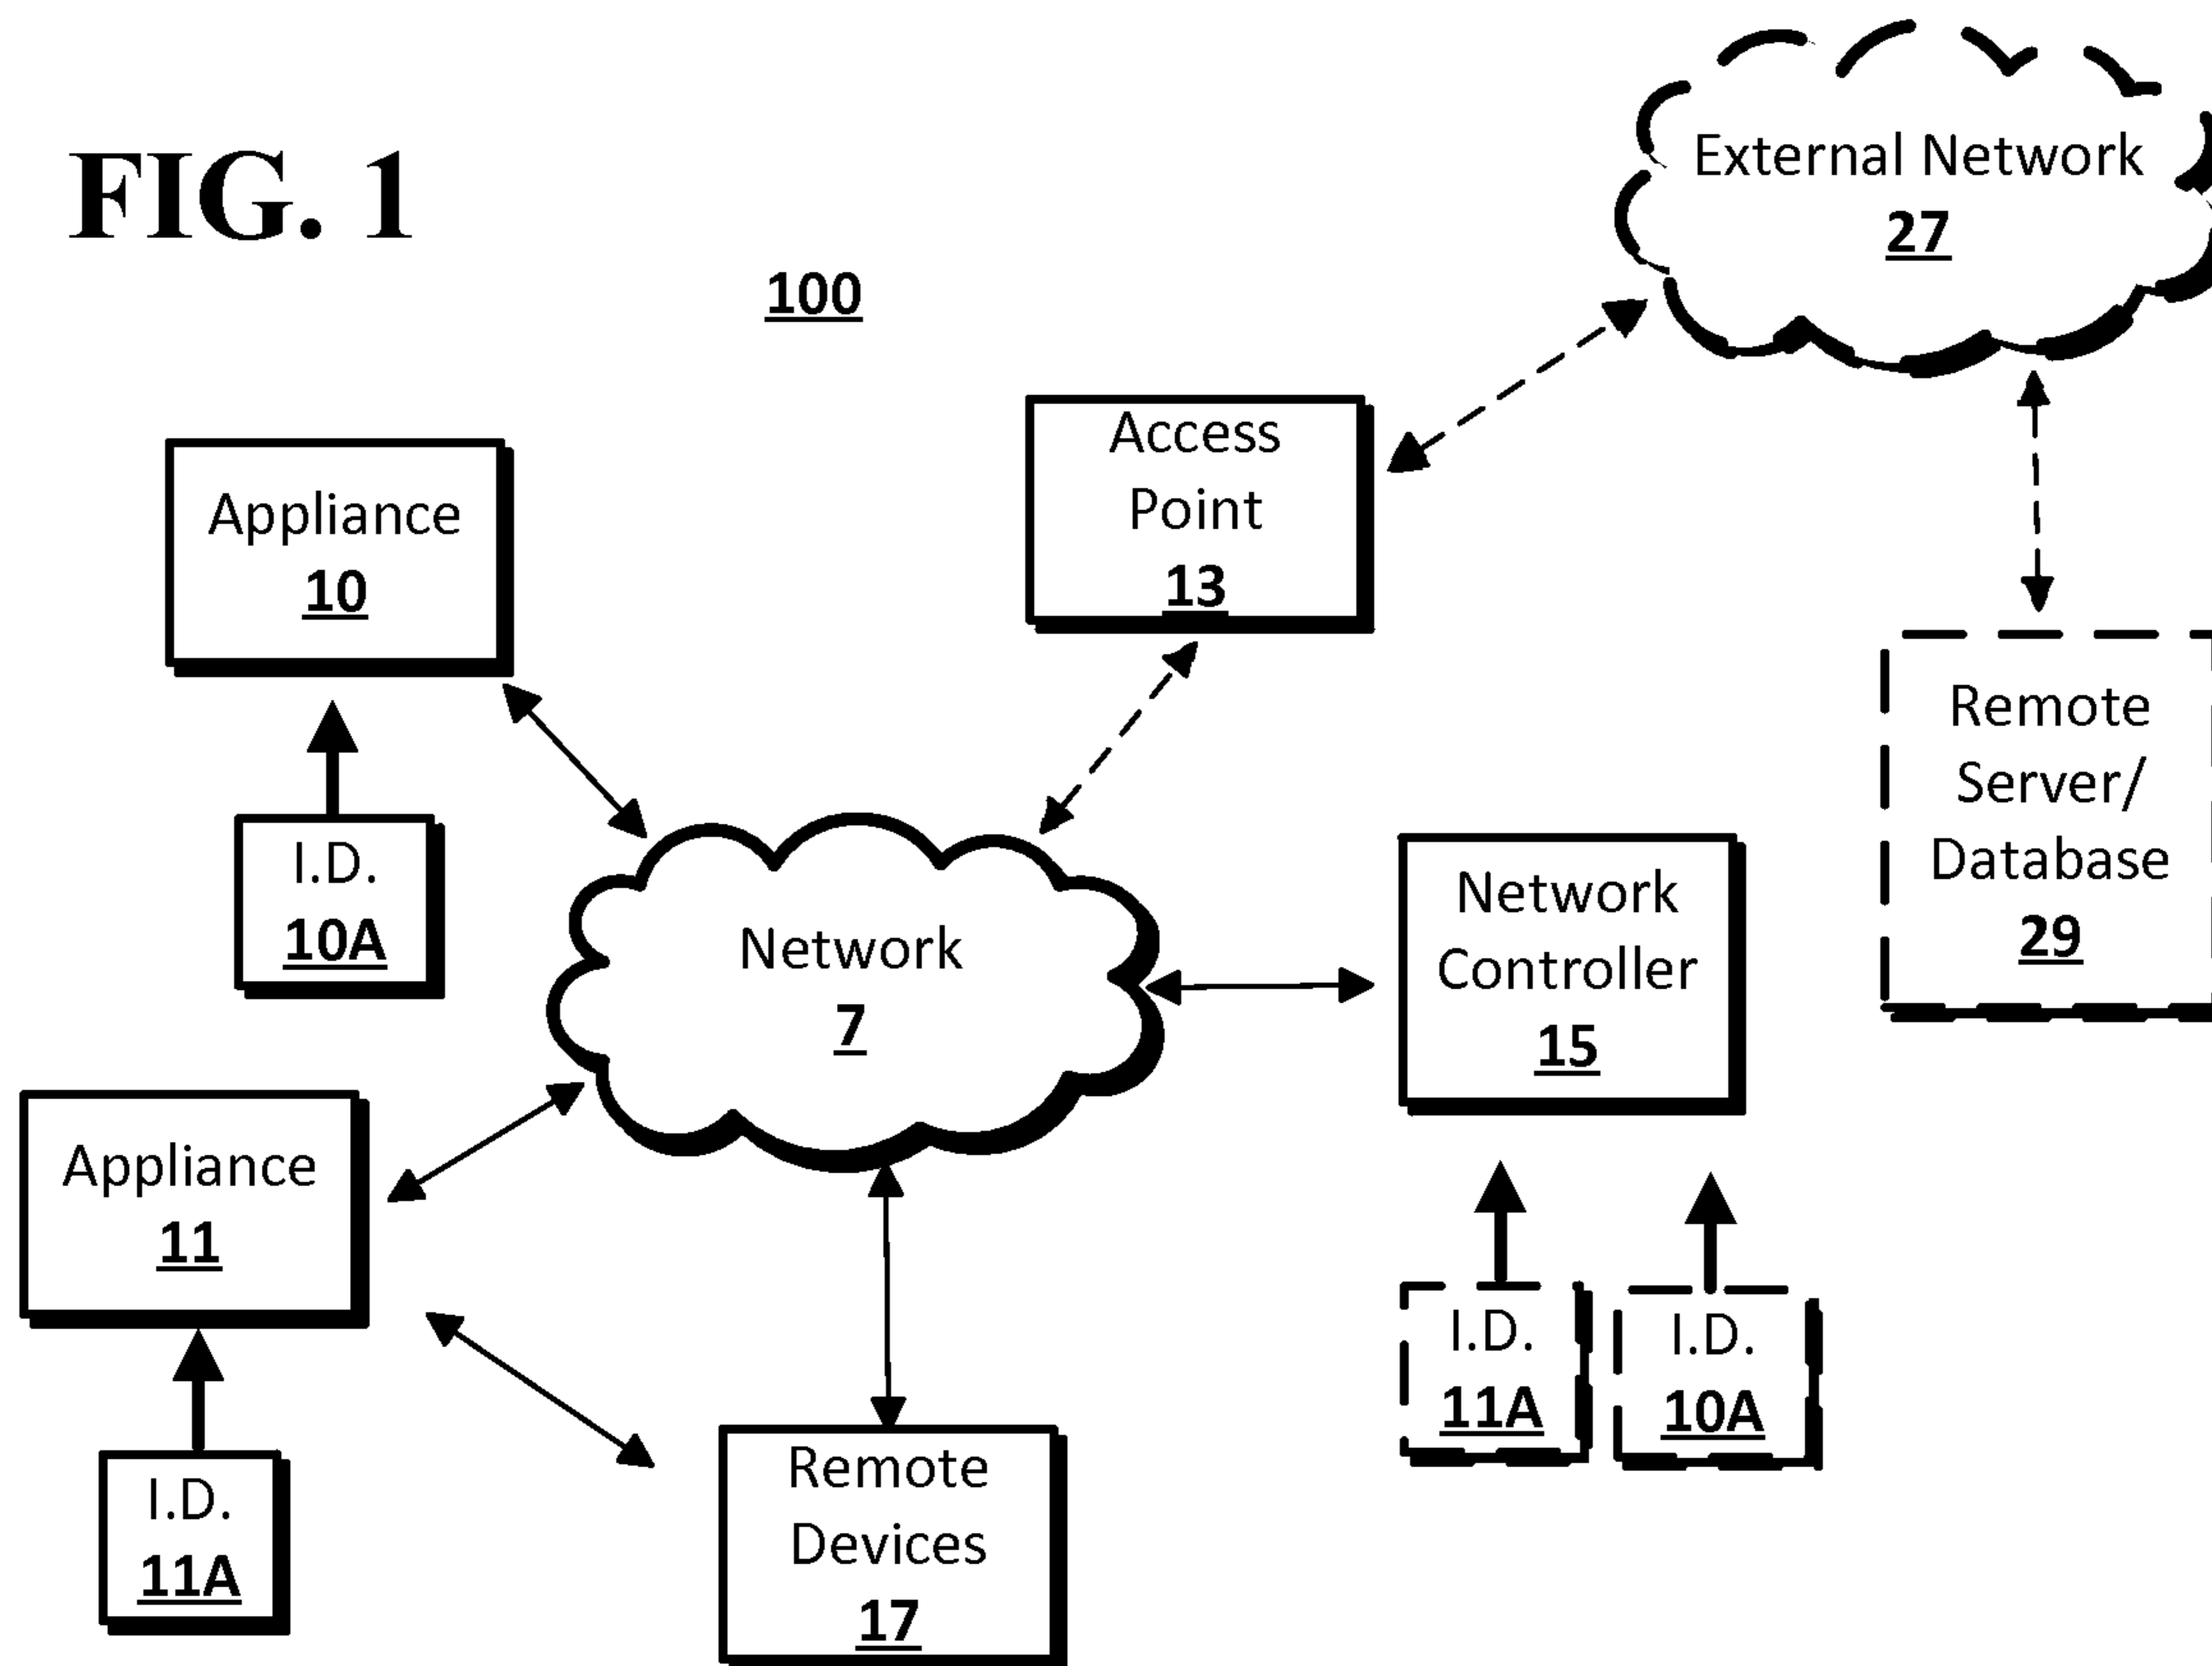 FIG. 1
100
External Network
27
Access
Point
13
Appliance
10
I.D.
10A
Remote
Server/
Database
29
Network
7
Network
Controller
15
Appliance
11
I.D.
11A
I.D.
11A
I.D.
10A
Remote
Devices
17